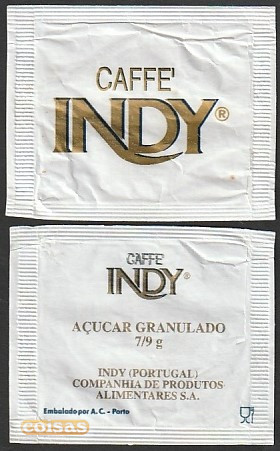 CAFFE'
INDY®
CAFFE'
INDY®
AÇUCAR GRANULADO
7/9 g
INDY (PORTUGAL)
COMPANHIA DE PRODUTOS
ALIMENTARES S.A.
Embalado por A. C. - Porto
coisas